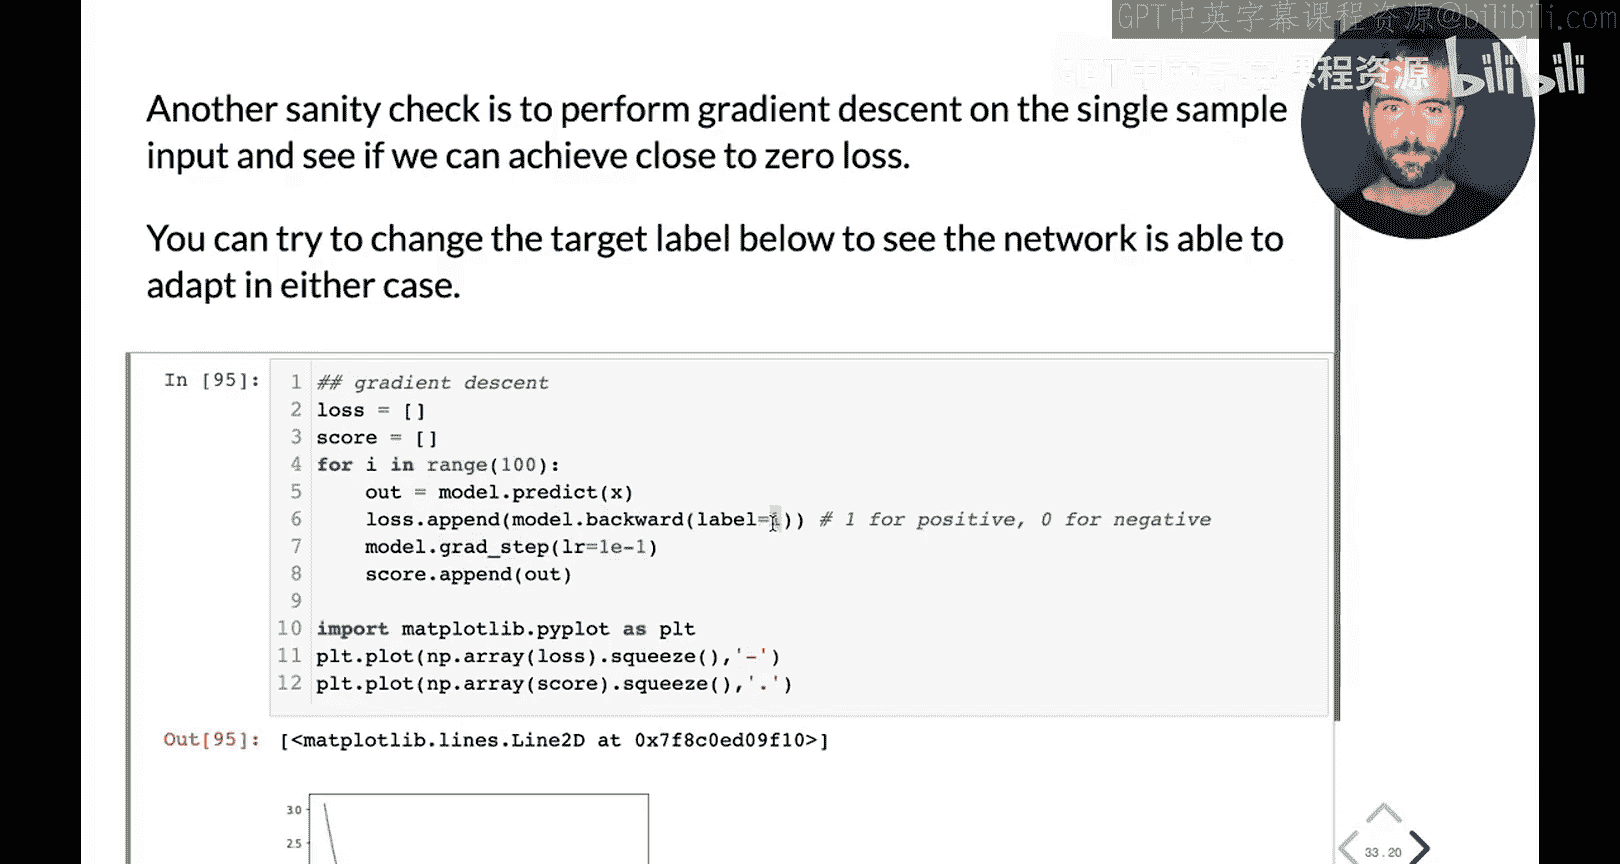 GPT中英字幕课程资源@bilibili.com
课程资源 bilibili
Another sanity check is to perform gradient descent on the single sample
input and see if we can achieve close to zero loss.
You can try to change the target label below to see the network is able to
adapt in either case.
In [95]:
1 ## gradient descent
2 loss = []
3 score = []
4 for i in range(100):
5 out = model.predict(x)
6 loss.append(model.backward(label=1)) # 1 for positive, 0 for negative
7 model.grad_step(lr=1e-1)
8 score.append(out)
9
10 import matplotlib.pyplot as plt
11 plt.plot(np.array(loss).squeeze(),'-')
12 plt.plot(np.array(score).squeeze(),'.')
Out[95]: [<matplotlib.lines.Line2D at 0x7f8c0ed09f10>]
3.0
2.5
33.20